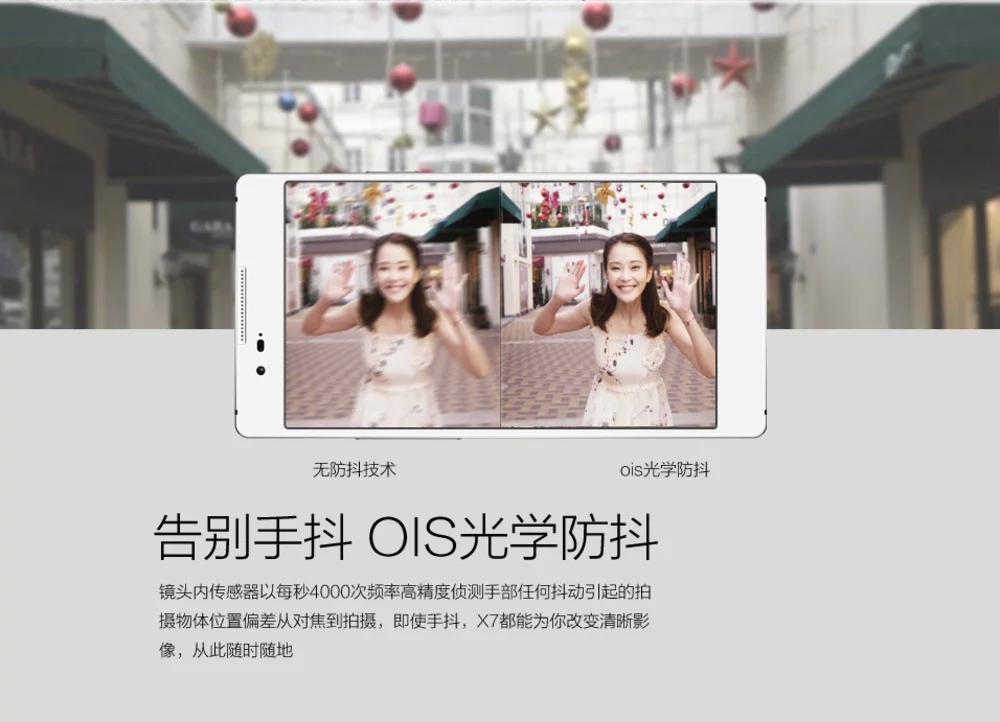 无防抖技术
ois光学防抖
告别手抖 OIS光学防抖
镜头内传感器以每秒4000次频率高精度侦测手部任何抖动引起的拍
摄物体位置偏差从对焦到拍摄，即使手抖，X7都能为你改变清晰影
像，从此随时随地